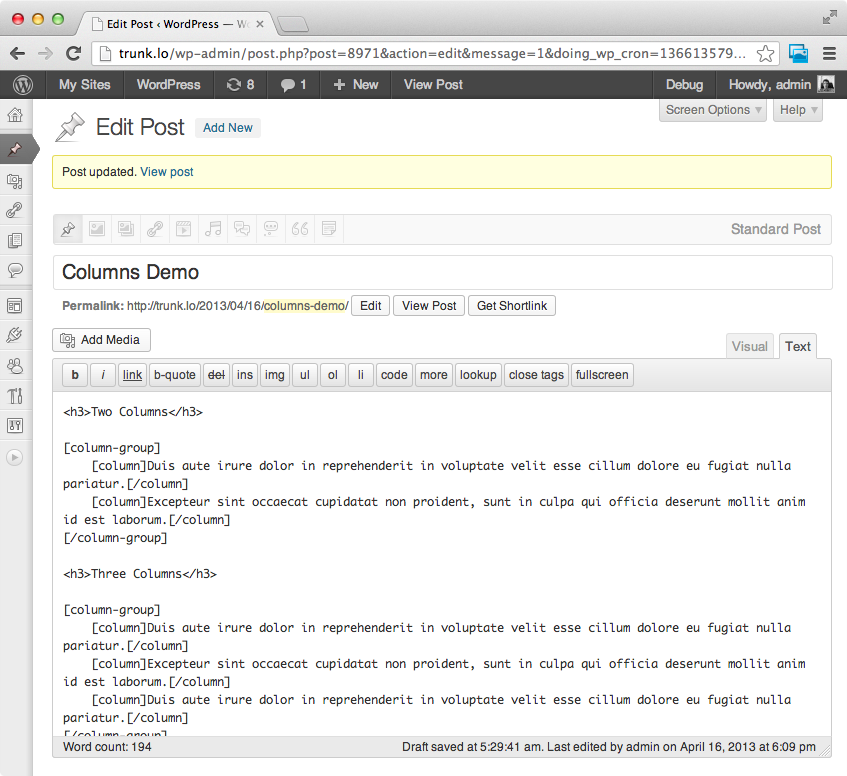 Edit Post ‹ WordPress —
trunk.lo/wp-admin/post.php?post=8971&action=edit&message=1&doing_wp_cron=136613579...
My Sites WordPress 8 1 + New View Post Debug Howdy, admin
Screen Options Help
Edit Post Add New
Post updated. View post
Standard Post
Columns Demo
Permalink: http://trunk.lo/2013/04/16/columns-demo/ Edit View Post Get Shortlink
Add Media
Visual Text
b i link b-quote del ins img ul ol li code more lookup close tags fullscreen
<h3>Two Columns</h3>
[column-group]
[column]Duis aute irure dolor in reprehenderit in voluptate velit esse cillum dolore eu fugiat nulla
pariatur.[/column]
[column]Excepteur sint occaecat cupidatat non proident, sunt in culpa qui officia deserunt mollit anim
id est laborum.[/column]
[/column-group]
<h3>Three Columns</h3>
[column-group]
[column]Duis aute irure dolor in reprehenderit in voluptate velit esse cillum dolore eu fugiat nulla
pariatur.[/column]
[column]Excepteur sint occaecat cupidatat non proident, sunt in culpa qui officia deserunt mollit anim
id est laborum.[/column]
[column]Duis aute irure dolor in reprehenderit in voluptate velit esse cillum dolore eu fugiat nulla
pariatur.[/column]
[/column-group]
Word count: 194 Draft saved at 5:29:41 am. Last edited by admin on April 16, 2013 at 6:09 pm